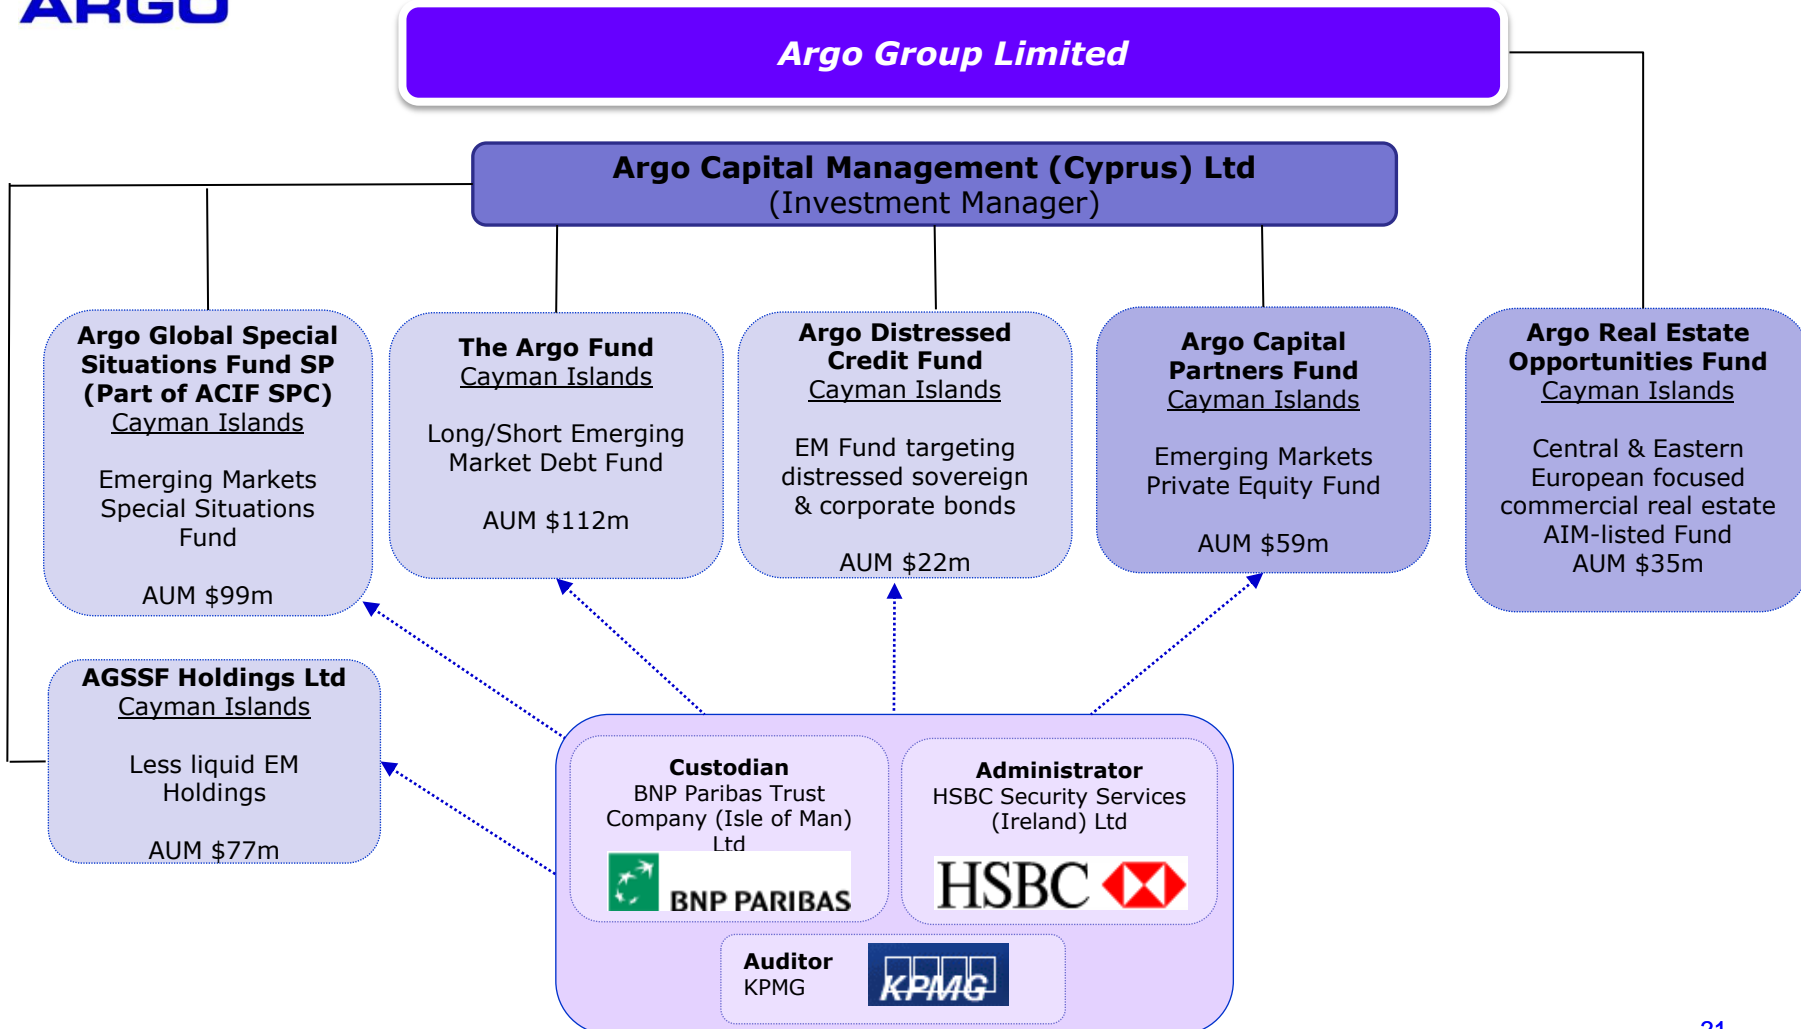 ARGO
Argo Group Limited
Argo Capital Management (Cyprus) Ltd
(Investment Manager)
Argo Global Special
Situations Fund SP
(Part of ACIF SPC)
Cayman Islands
Emerging Markets
Special Situations
Fund
AUM $99m
The Argo Fund
Cayman Islands
Long/Short Emerging
Market Debt Fund
AUM $112m
Argo Distressed
Credit Fund
Cayman Islands
EM Fund targeting
distressed sovereign
& corporate bonds
AUM $22m
Argo Capital
Partners Fund
Cayman Islands
Emerging Markets
Private Equity Fund
AUM $59m
Argo Real Estate
Opportunities Fund
Cayman Islands
Central & Eastern
European focused
commercial real estate
AIM-listed Fund
AUM $35m
AGSSF Holdings Ltd
Cayman Islands
Less liquid EM
Holdings
AUM $77m
Custodian
BNP Paribas Trust
Company (Isle of Man)
Ltd
BNP PARIBAS
Administrator
HSBC Security Services
(Ireland) Ltd
HSBC
Auditor
KPMG
KPMG
21